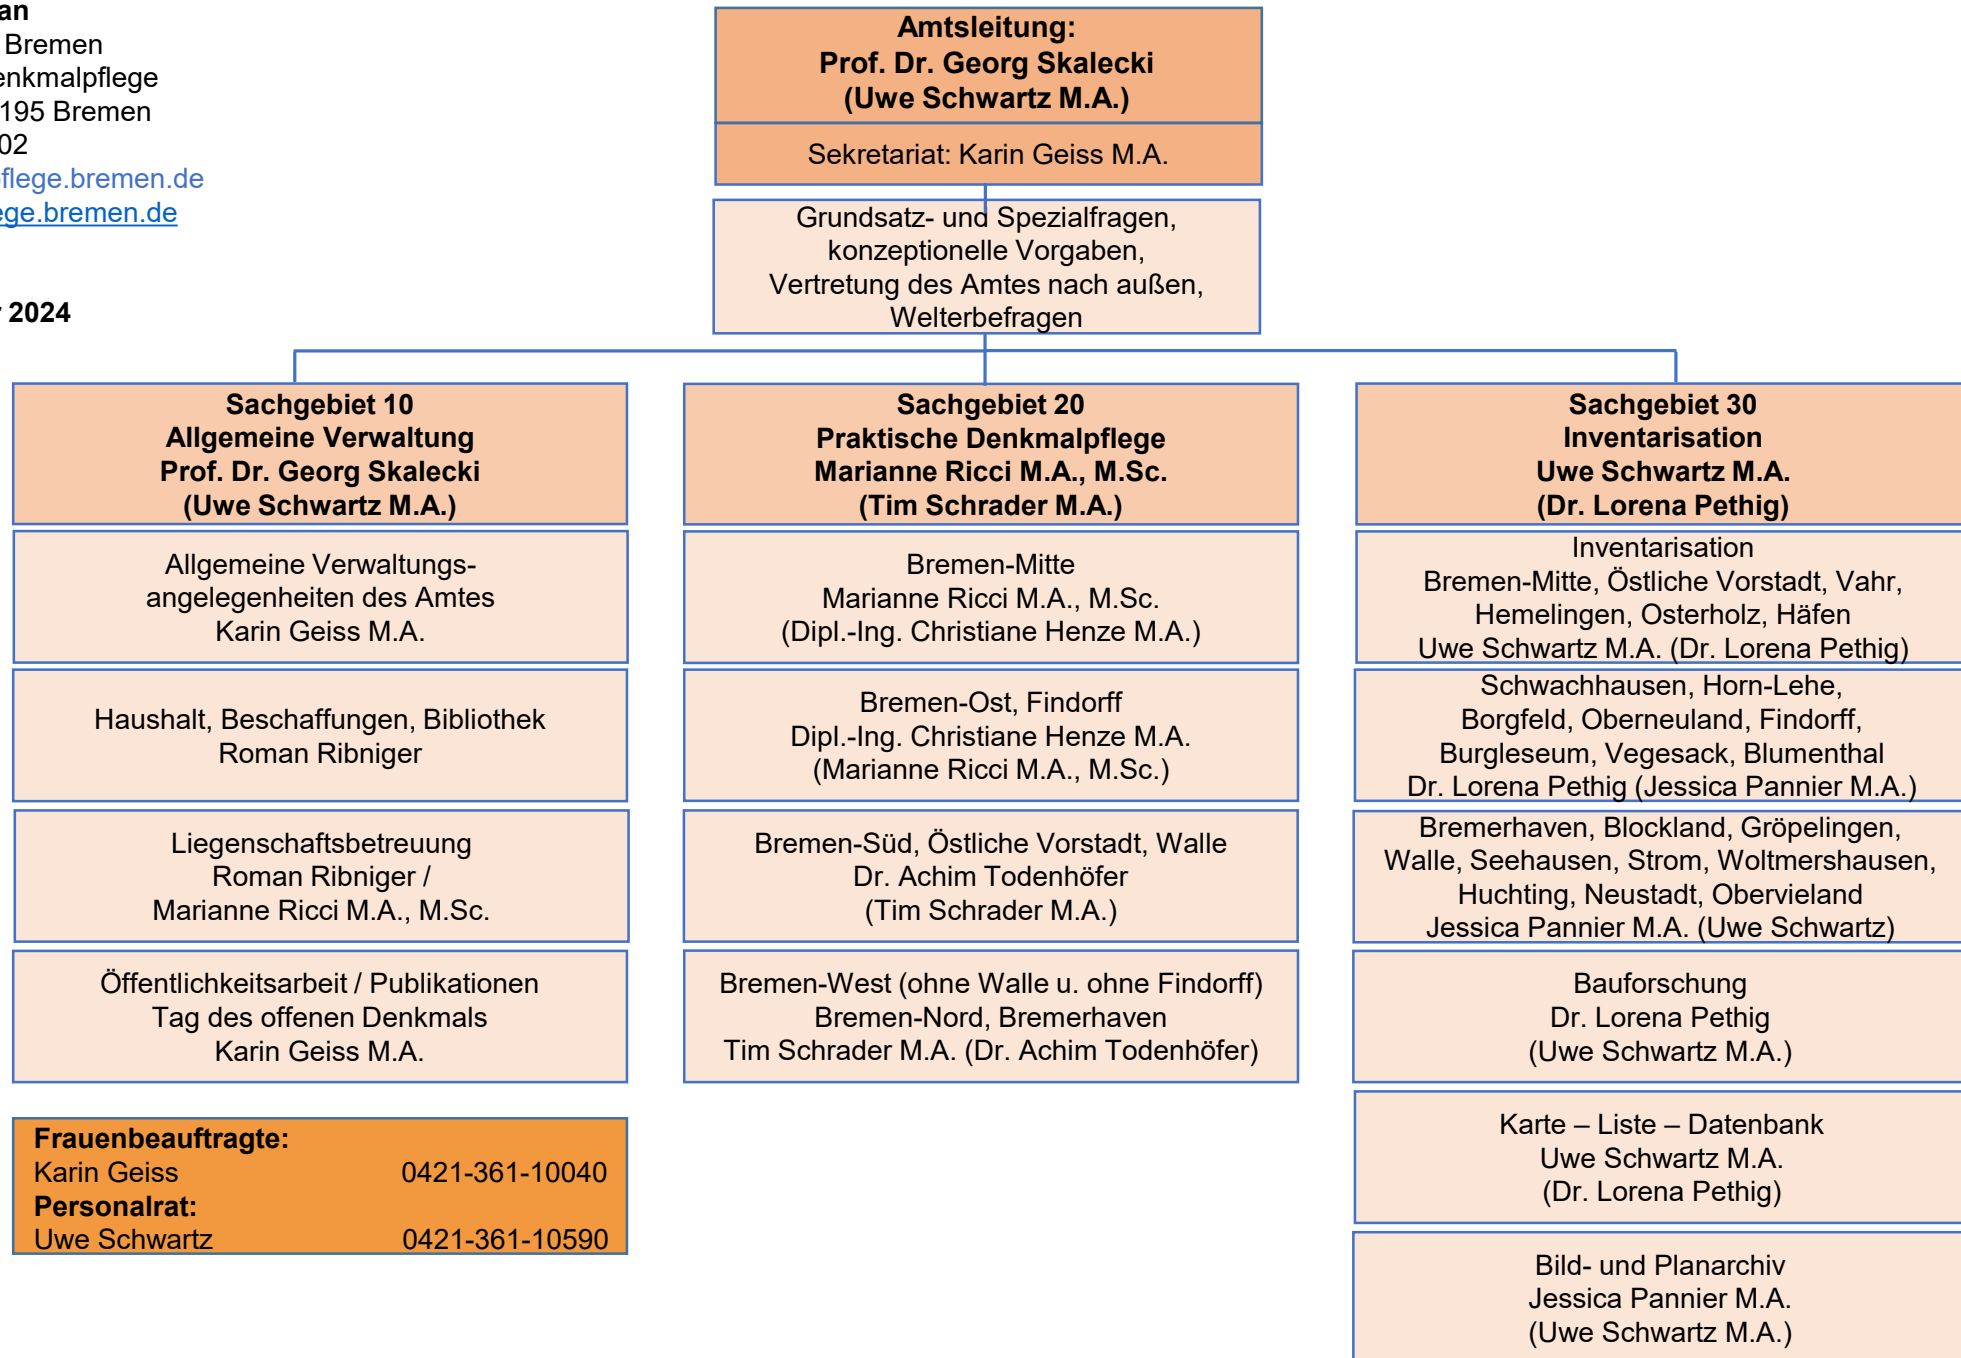 an
Bremen
enkmalpflege
195 Bremen
02
flege.bremen.de
ege.bremen.de
2024
Amtsleitung:
Prof. Dr. Georg Skalecki
(Uwe Schwartz M.A.)
Sekretariat: Karin Geiss M.A.
Grundsatz- und Spezialfragen,
konzeptionelle Vorgaben,
Vertretung des Amtes nach außen,
Welterbefragen
Sachgebiet 10
Allgemeine Verwaltung
Prof. Dr. Georg Skalecki
(Uwe Schwartz M.A.)
Allgemeine Verwaltungs-
angelegenheiten des Amtes
Karin Geiss M.A.
Haushalt, Beschaffungen, Bibliothek
Roman Ribniger
Liegenschaftsbetreuung
Roman Ribniger /
Marianne Ricci M.A., M.Sc.
Öffentlichkeitsarbeit / Publikationen
Tag des offenen Denkmals
Karin Geiss M.A.
Frauenbeauftragte:
Karin Geiss 0421-361-10040
Personalrat:
Uwe Schwartz 0421-361-10590
Sachgebiet 20
Praktische Denkmalpflege
Marianne Ricci M.A., M.Sc.
(Tim Schrader M.A.)
Bremen-Mitte
Marianne Ricci M.A., M.Sc.
(Dipl.-Ing. Christiane Henze M.A.)
Bremen-Ost, Findorff
Dipl.-Ing. Christiane Henze M.A.
(Marianne Ricci M.A., M.Sc.)
Bremen-Süd, Östliche Vorstadt, Walle
Dr. Achim Todenhöfer
(Tim Schrader M.A.)
Bremen-West (ohne Walle u. ohne Findorff)
Bremen-Nord, Bremerhaven
Tim Schrader M.A. (Dr. Achim Todenhöfer)
Sachgebiet 30
Inventarisation
Uwe Schwartz M.A.
(Dr. Lorena Pethig)
Inventarisation
Bremen-Mitte, Östliche Vorstadt, Vahr,
Hemelingen, Osterholz, Häfen
Uwe Schwartz M.A. (Dr. Lorena Pethig)
Schwachhausen, Horn-Lehe,
Borgfeld, Oberneuland, Findorff,
Burgleseum, Vegesack, Blumenthal
Dr. Lorena Pethig (Jessica Pannier M.A.)
Bremerhaven, Blockland, Gröpelingen,
Walle, Seehausen, Strom, Woltmershausen,
Huchting, Neustadt, Obervieland
Jessica Pannier M.A. (Uwe Schwartz)
Bauforschung
Dr. Lorena Pethig
(Uwe Schwartz M.A.)
Karte – Liste – Datenbank
Uwe Schwartz M.A.
(Dr. Lorena Pethig)
Bild- und Planarchiv
Jessica Pannier M.A.
(Uwe Schwartz M.A.)